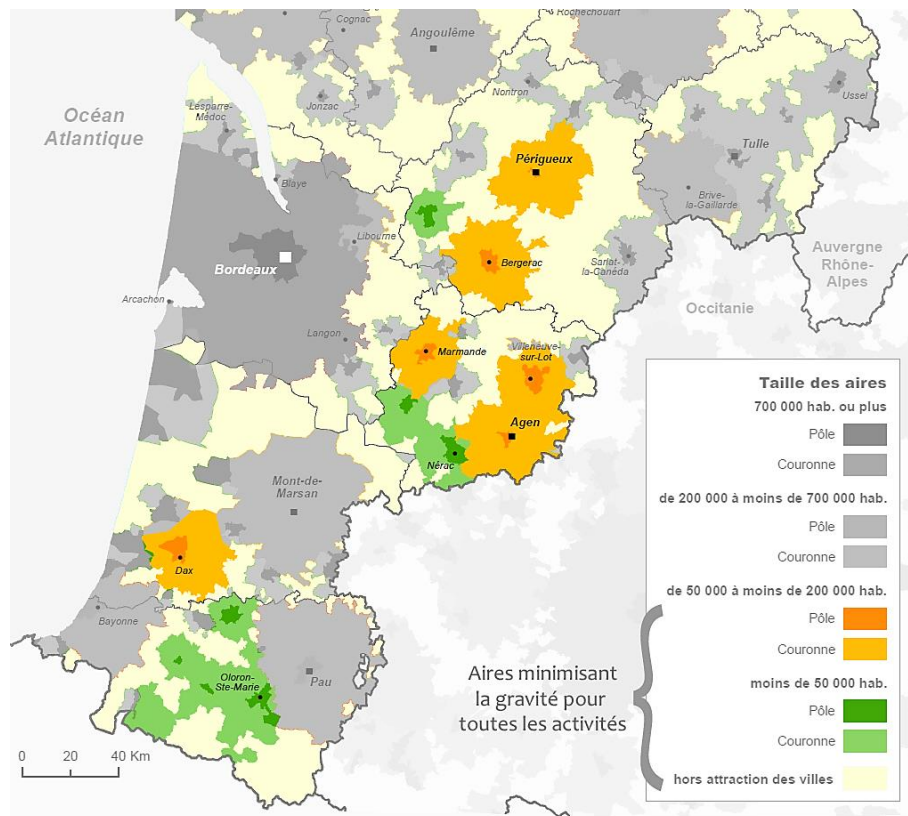 Cognac
Rochechouart
Angoulême
Océan
Atlantique
Lesparre-
Médoc
Jonzac
Nontron
Ussel
Périgueux
Tulle
Blaye
Brive-
la-Gaillarde
Libourne
Bordeaux
Bergerac
Sarlat-
la-Canéda
Auvergne
Rhône-
Alpes
Arcachon
Occitanie
Langon
Marmande
Villeneuve-
sur-Lot
Agen
Nérac
Mont-de-
Marsan
Dax
Bayonne
Oloron-
Ste-Marie
Pau
0 20 40 Km
Aires minimisant
la gravité pour
toutes les activités
Taille des aires
700 000 hab. ou plus
Pôle
Couronne
de 200 000 à moins de 700 000 hab.
Pôle
Couronne
de 50 000 à moins de 200 000 hab.
Pôle
Couronne
moins de 50 000 hab.
Pôle
Couronne
hors attraction des villes